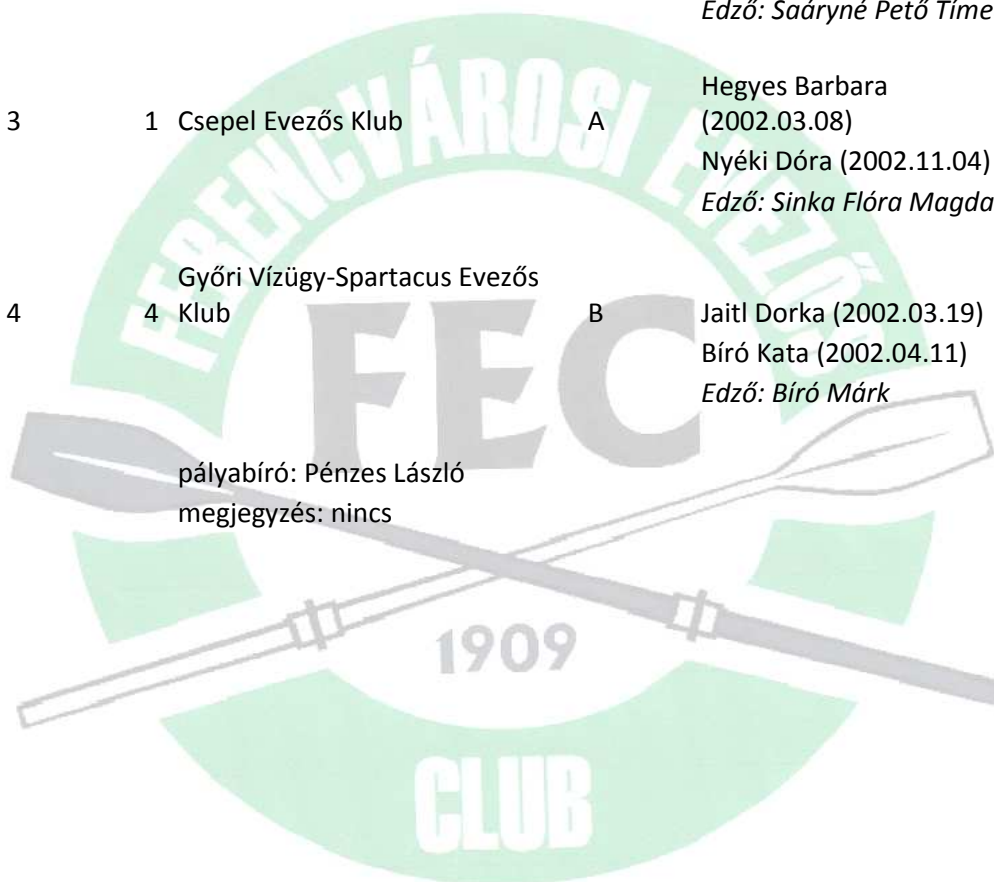 Edző: Saáryné Pető Tíme
Hegyes Barbara
3 1 Csepel Evezős Klub A (2002.03.08)
Nyéki Dóra (2002.11.04)
Edző: Sinka Flóra Magda
Győri Vízügy-Spartacus Evezős
4 4 Klub B Jaitl Dorka (2002.03.19)
Bíró Kata (2002.04.11)
Edző: Bíró Márk
pályabíró: Pénzes László
megjegyzés: nincs
FERENCVÁROSI EVEZŐS
FEC
1909
CLUB